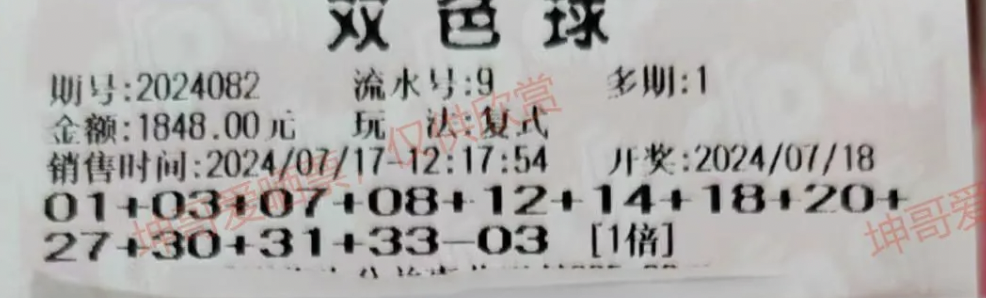 双色球
期号:2024082 流水号:9 多期:1
金额:1848.00元 玩 法:复式
销售时间:2024/07/17-12:17:54 开奖:2024/07/18
01+03+07+08+12+14+18+20+
27+30+31+33-03 [1倍]
坤哥爱购彩,仅供欣赏
坤哥爱